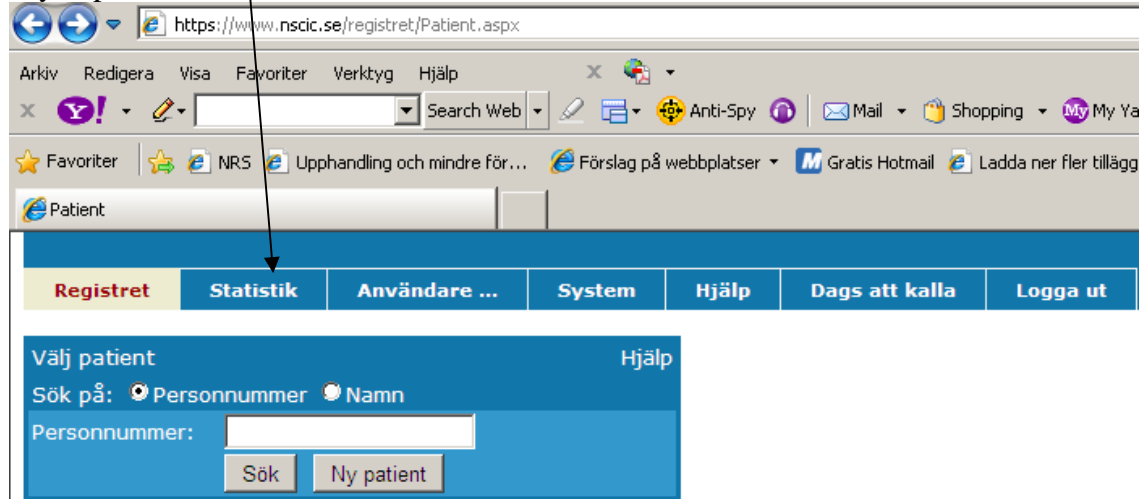 https://www.nscic.se/registret/Patient.aspx
Arkiv Redigera Visa Favoriter Verktyg Hjälp
Y! Search Web Anti-Spy Mail Shopping My Ya
Favoriter NRS Upphandling och mindre för... Förslag på webbplatser Gratis Hotmail Ladda ner fler tillägg
Patient
Registret Statistik Användare ... System Hjälp Dags att kalla Logga ut
Välj patient Hjälp
Sök på: Personnummer Namn
Personnummer:
Sök Ny patient